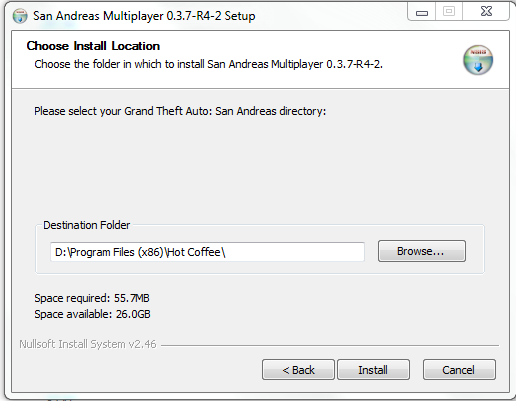 San Andreas Multiplayer 0.3.7-R4-2 Setup
Choose Install Location
Choose the folder in which to install San Andreas Multiplayer 0.3.7-R4-2.
Please select your Grand Theft Auto: San Andreas directory:
Destination Folder
D:\Program Files (x86)\Hot Coffee\
Browse...
Space required: 55.7MB
Space available: 26.0GB
Nullsoft Install System v2.46
< Back
Install
Cancel